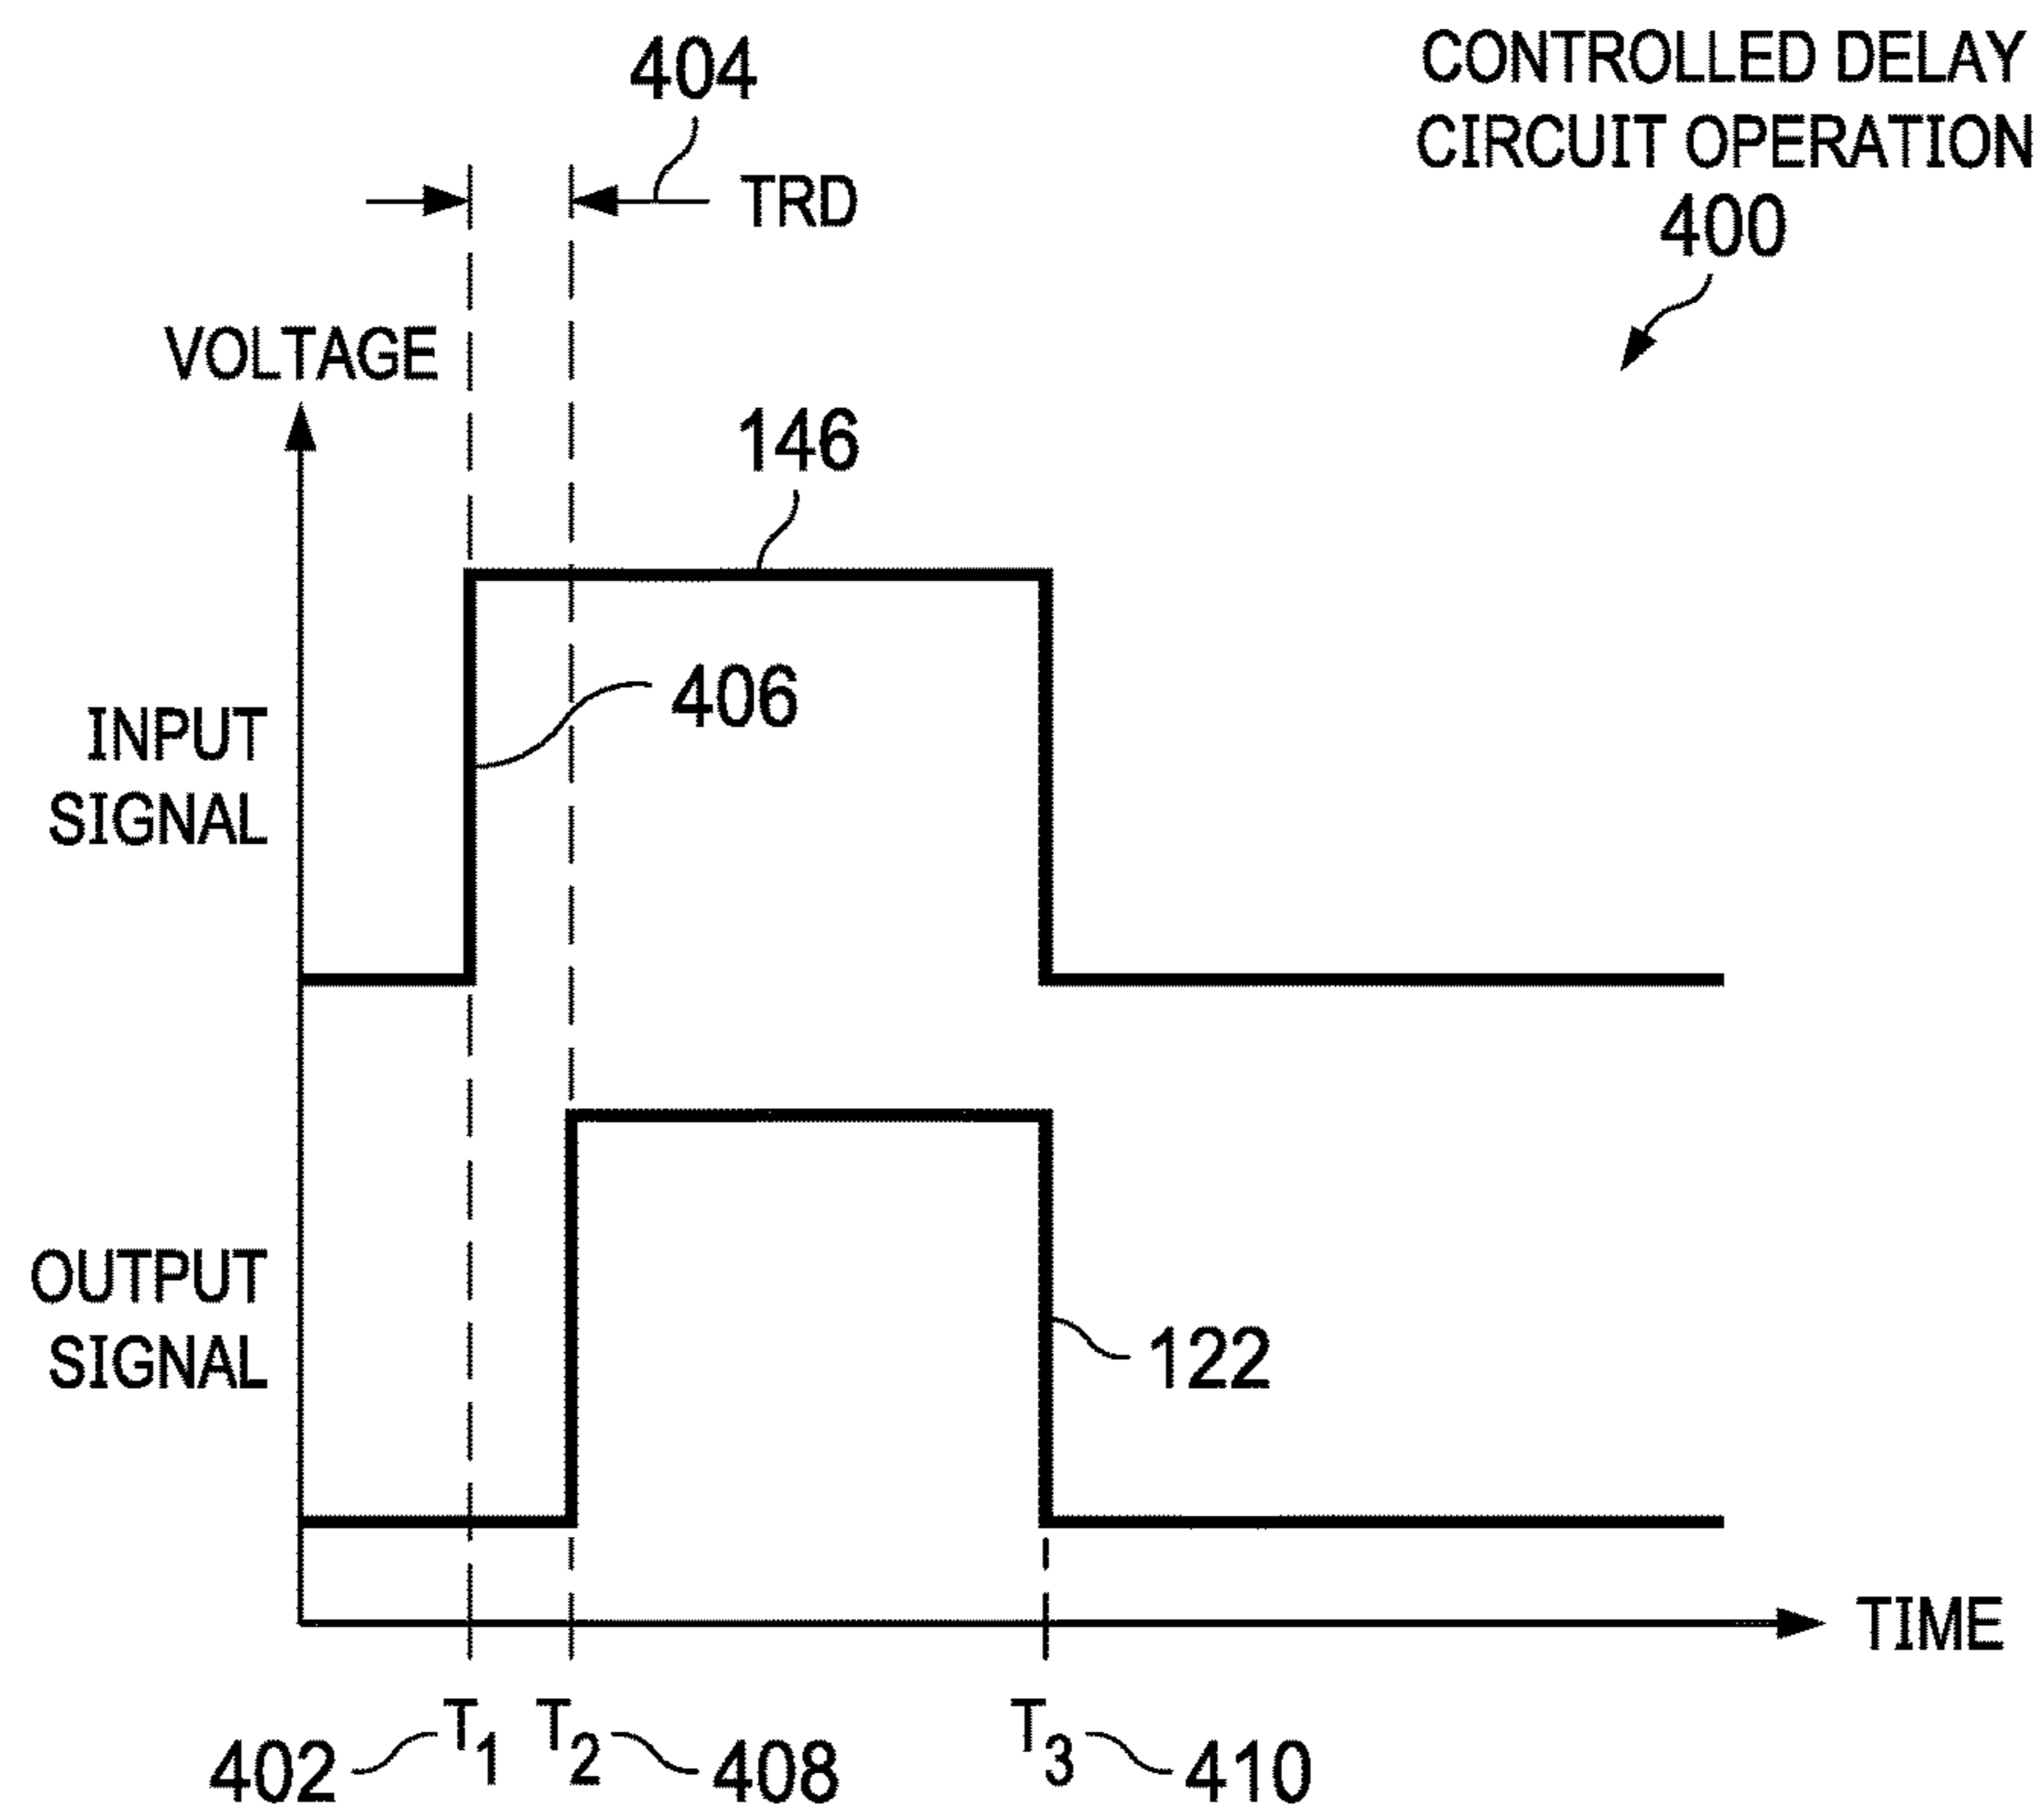 CONTROLLED DELAY
CIRCUIT OPERATION
400
404
TRD
VOLTAGE
146
406
INPUT
SIGNAL
OUTPUT
SIGNAL
122
TIME
T1
T2
T3
402
408
410